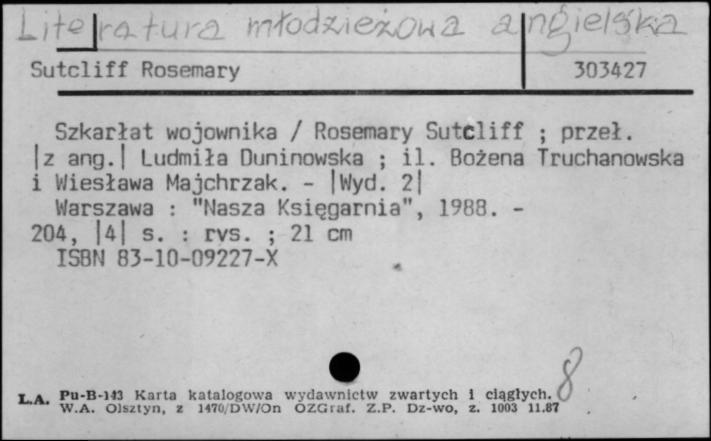 Literatura młodzieżowa angielska
Sutcliff Rosemary 303427
Szkarłat wojownika / Rosemary Sutcliff ; przeł.
|z ang.| Ludmiła Duninowska ; il. Bożena Truchanowska
i Wiesława Majchrzak. - |Wyd. 2|
Warszawa : "Nasza Księgarnia", 1988. -
204, |4| s. : rys. ; 21 cm
ISBN 83-10-09227-X
8
L.A. Pu-B-143 Karta katalogowa wydawnictw zwartych i ciągłych.
W.A. Olsztyn, z 1470/DW/On OZGraf. Z.P. Dz-wo, z. 1003 11.87